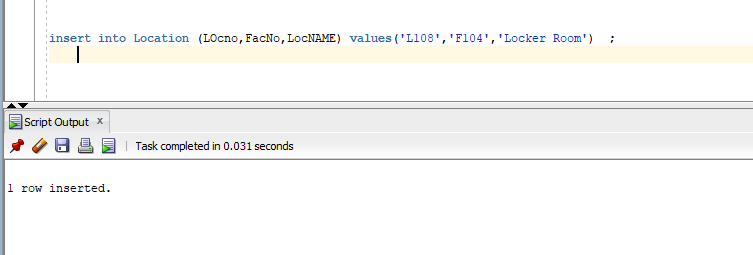 insert into Location (LOcno,FacNo,LocNAME) values('L108','F104','Locker Room')  ;
Script Output x
Task completed in 0.031 seconds
1 row inserted.